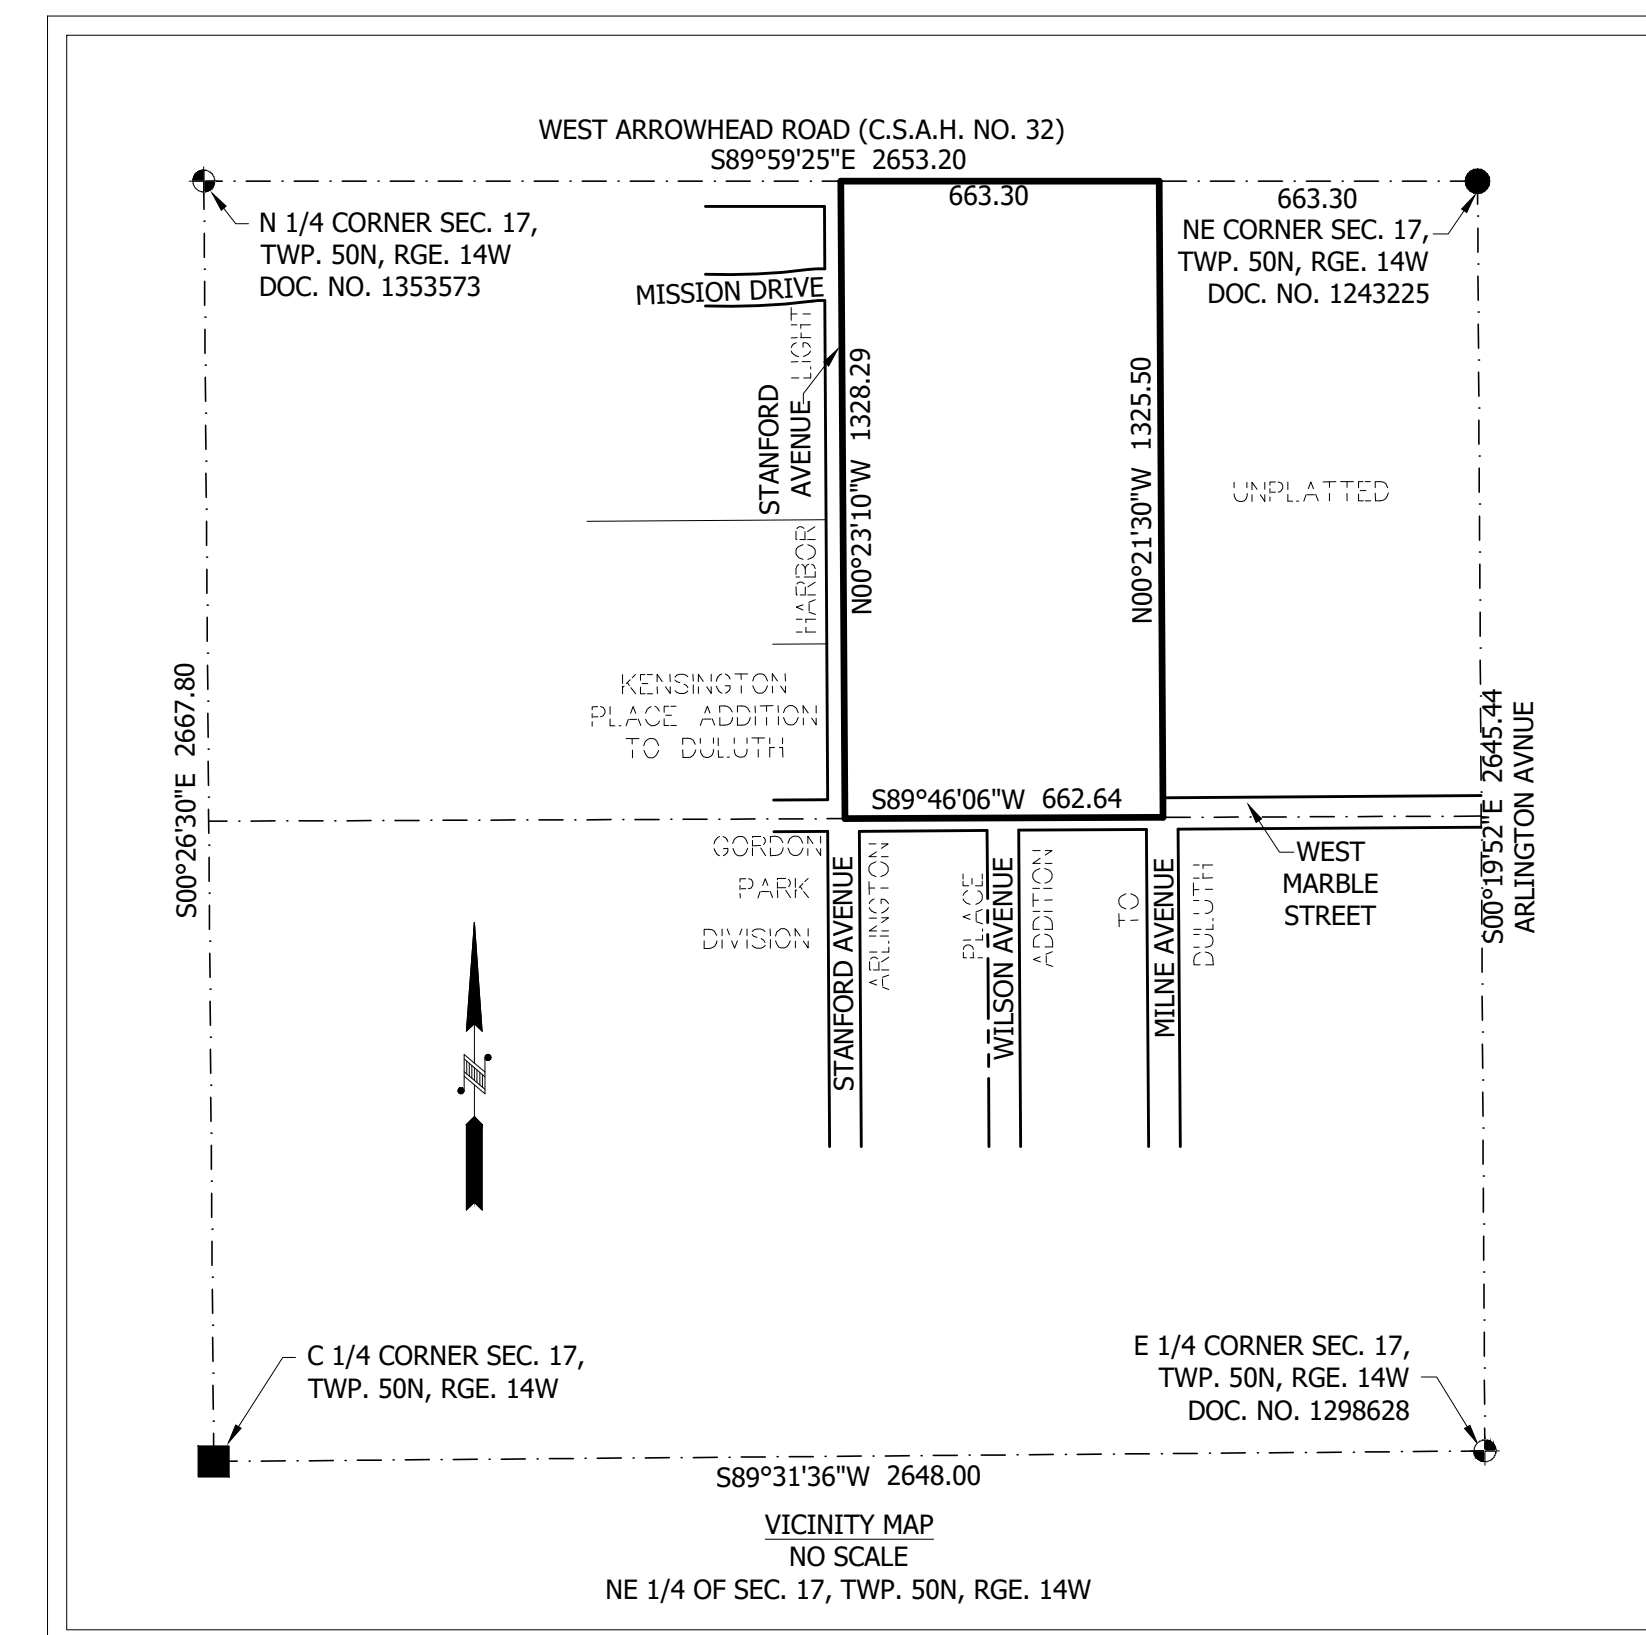 WEST ARROWHEAD ROAD (C.S.A.H. NO. 32)
S89°59'25"E 2653.20
663.30
663.30
N 1/4 CORNER SEC. 17,
TWP. 50N, RGE. 14W
DOC. NO. 1353573
NE CORNER SEC. 17,
TWP. 50N, RGE. 14W
DOC. NO. 1243225
MISSION DRIVE
LIGHT
HARBOR
STANFORD
AVENUE
N00°23'10"W 1328.29
N00°21'30"W 1325.50
UNPLATTED
KENSINGTON
PLACE ADDITION
TO DULUTH
S00°26'30"E 2667.80
S89°46'06"W 662.64
S00°19'52"E 2645.44
ARLINGTON AVNUE
GORDON
PARK
DIVISION
STANFORD AVENUE
ARLINGTON
PLACE
WILSON AVENUE
ADDITION
TO
MILNE AVENUE
DULUTH
WEST
MARBLE
STREET
C 1/4 CORNER SEC. 17,
TWP. 50N, RGE. 14W
E 1/4 CORNER SEC. 17,
TWP. 50N, RGE. 14W
DOC. NO. 1298628
S89°31'36"W 2648.00
VICINITY MAP
NO SCALE
NE 1/4 OF SEC. 17, TWP. 50N, RGE. 14W